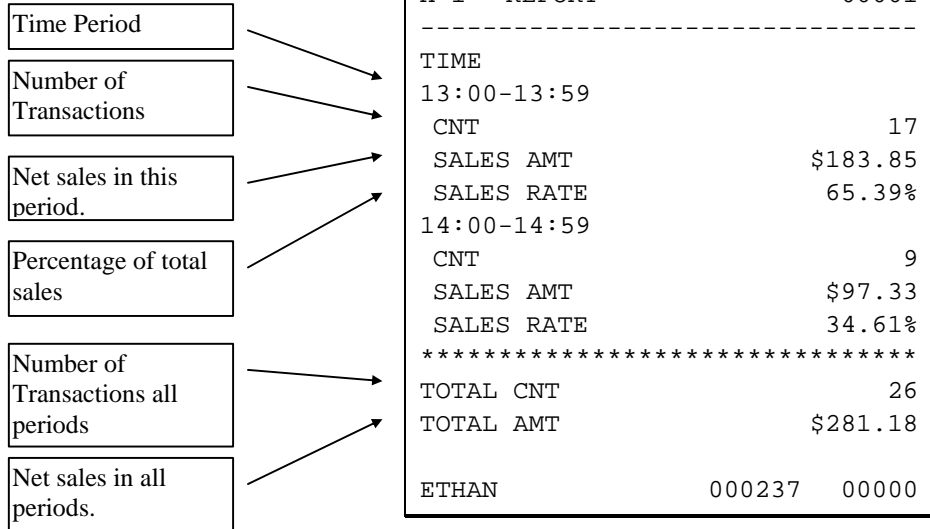 Time Period
Number of
Transactions
Net sales in this
period.
Percentage of total
sales
Number of
Transactions all
periods
Net sales in all
periods.
REPORT 00001
--------------------------------
TIME
13:00-13:59
CNT 17
SALES AMT $183.85
SALES RATE 65.39%
14:00-14:59
CNT 9
SALES AMT $97.33
SALES RATE 34.61%
********************************
TOTAL CNT 26
TOTAL AMT $281.18
ETHAN 000237 00000